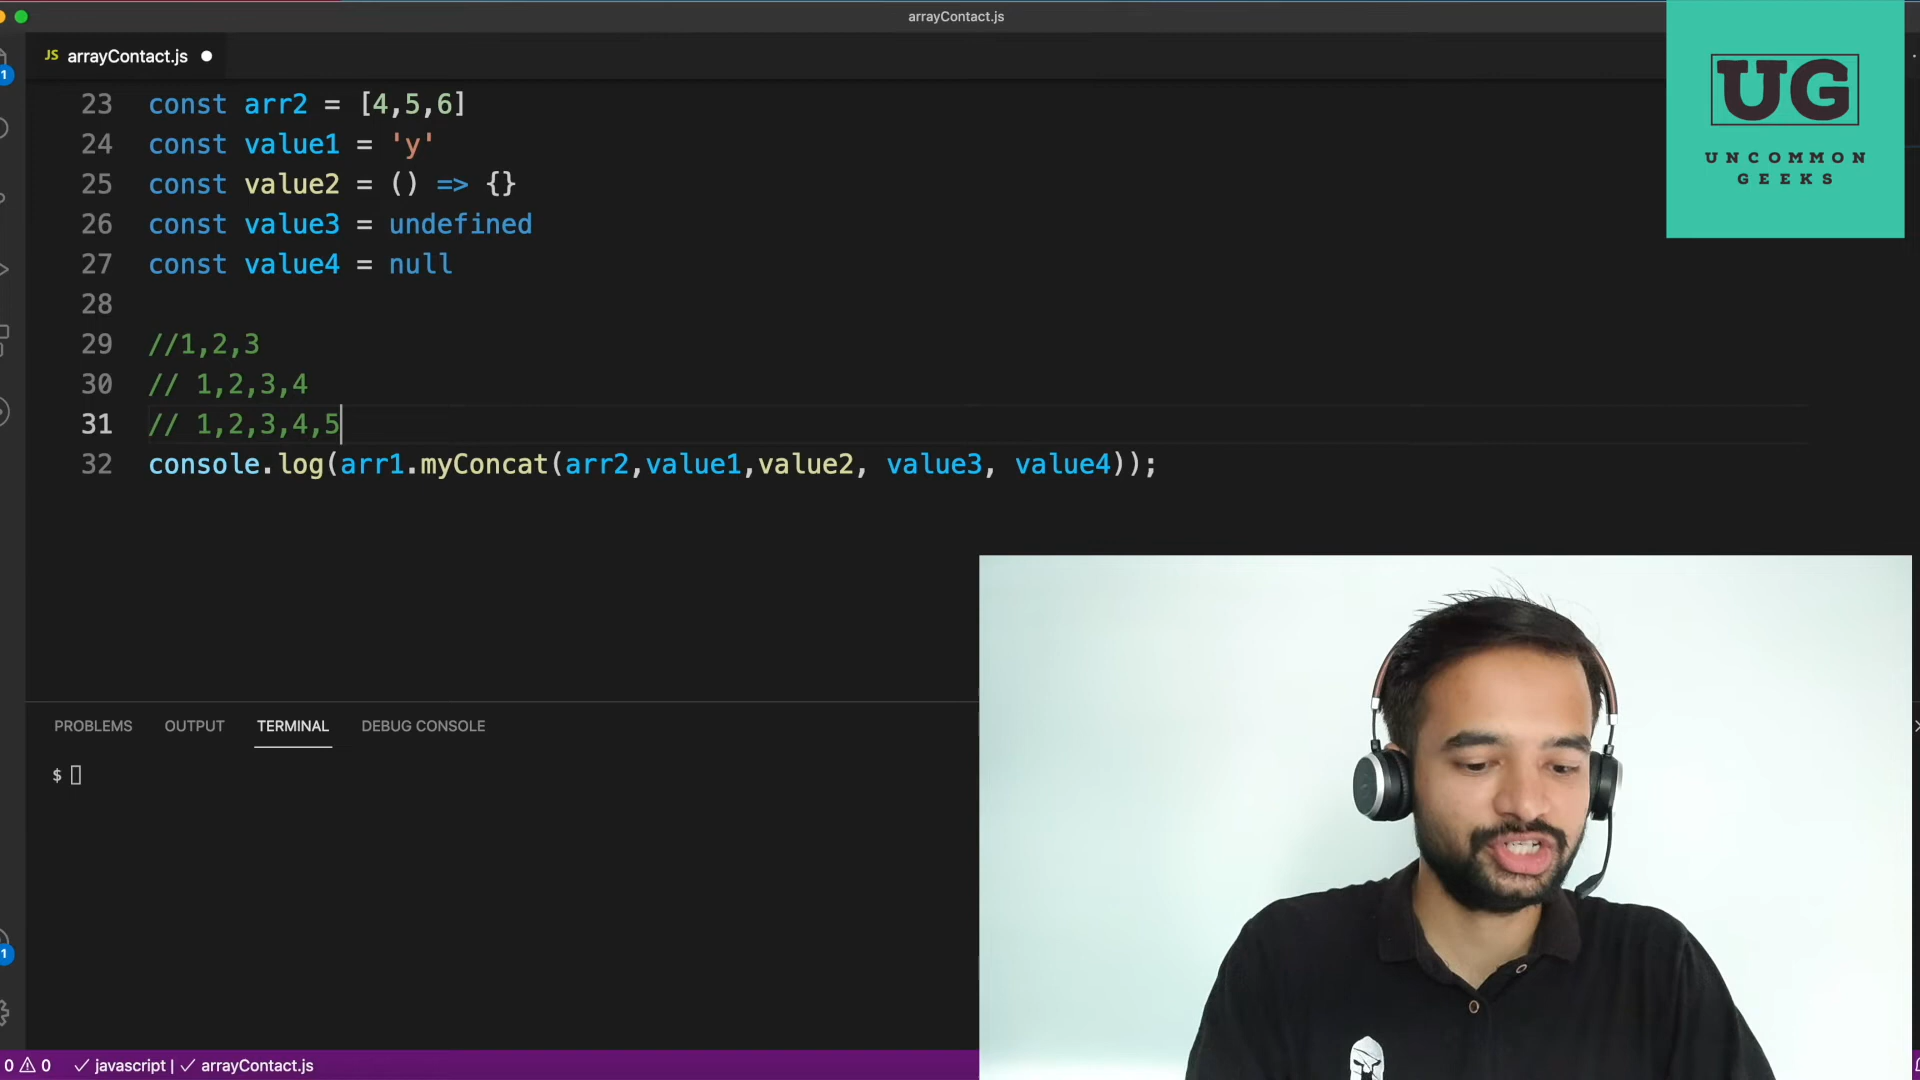 arrayContact.js
JS arrayContact.js
UG
UNCOMMON
GEEKS
1
23 const arr2 = [4,5,6]
24 const value1 = 'y'
25 const value2 = () => {}
26 const value3 = undefined
27 const value4 = null
28
29 //1,2,3
30 // 1,2,3,4
31 // 1,2,3,4,5
32 console.log(arr1.myConcat(arr2,value1,value2, value3, value4));
PROBLEMS OUTPUT TERMINAL DEBUG CONSOLE
$
1
0 0 javascript | arrayContact.js